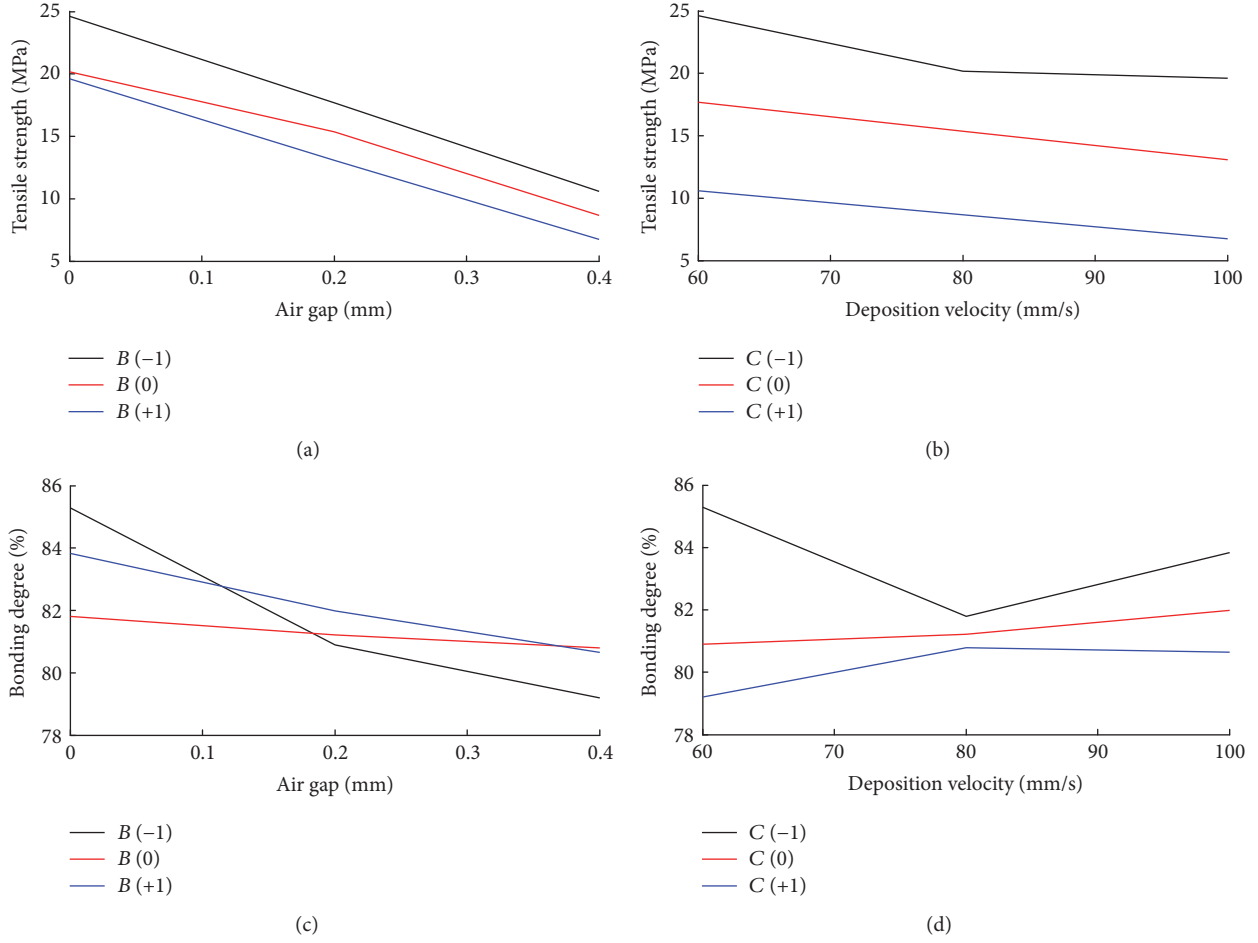 Tensile strength (MPa)
25
20
15
10
5
0
0.1
0.2
0.3
0.4
Air gap (mm)
B (−1)
B (0)
B (+1)
(a)
Tensile strength (MPa)
25
20
15
10
5
60
70
80
90
100
Deposition velocity (mm/s)
C (−1)
C (0)
C (+1)
(b)
Bonding degree (%)
86
84
82
80
78
0
0.1
0.2
0.3
0.4
Air gap (mm)
B (−1)
B (0)
B (+1)
(c)
Bonding degree (%)
86
84
82
80
78
60
70
80
90
100
Deposition velocity (mm/s)
C (−1)
C (0)
C (+1)
(d)